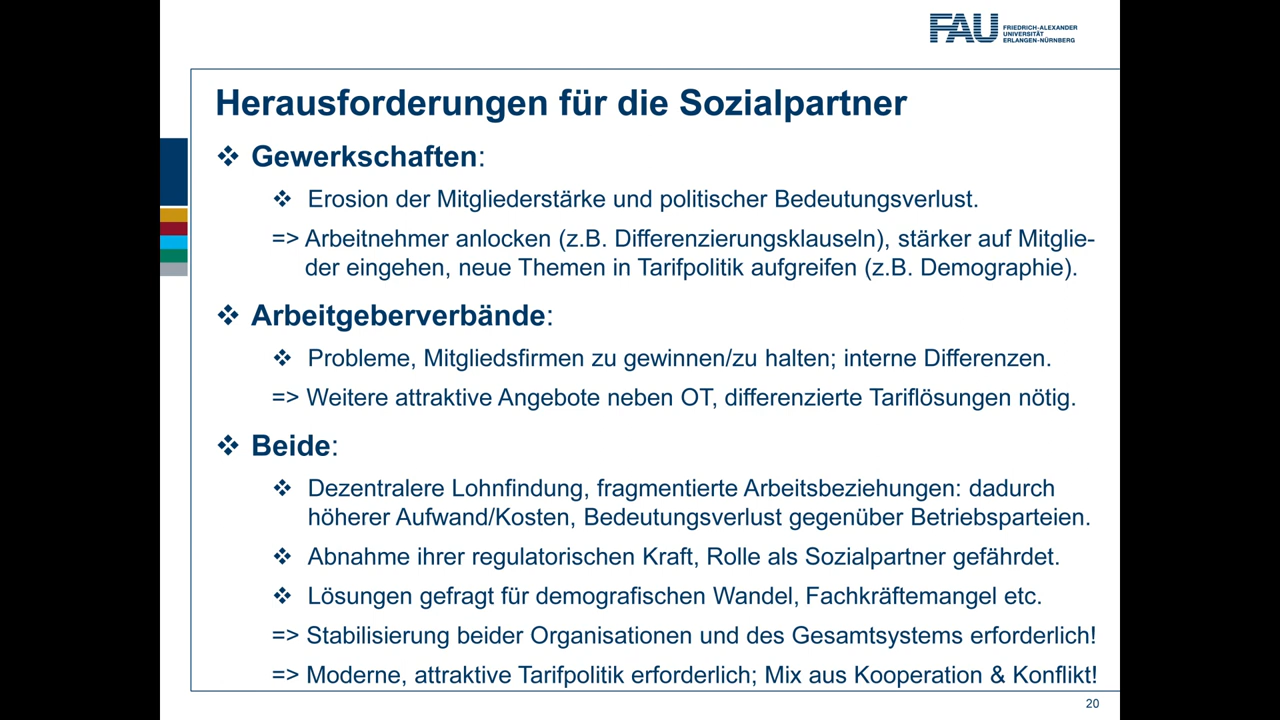 FAU FRIEDRICH-ALEXANDER
UNIVERSITÄT
ERLANGEN-NÜRNBERG
Herausforderungen für die Sozialpartner
❖ Gewerkschaften:
❖ Erosion der Mitgliederstärke und politischer Bedeutungsverlust.
=> Arbeitnehmer anlocken (z.B. Differenzierungsklauseln), stärker auf Mitglie-
der eingehen, neue Themen in Tarifpolitik aufgreifen (z.B. Demographie).
❖ Arbeitgeberverbände:
❖ Probleme, Mitgliedsfirmen zu gewinnen/zu halten; interne Differenzen.
=> Weitere attraktive Angebote neben OT, differenzierte Tariflösungen nötig.
❖ Beide:
❖ Dezentralere Lohnfindung, fragmentierte Arbeitsbeziehungen: dadurch
höherer Aufwand/Kosten, Bedeutungsverlust gegenüber Betriebsparteien.
❖ Abnahme ihrer regulatorischen Kraft, Rolle als Sozialpartner gefährdet.
❖ Lösungen gefragt für demografischen Wandel, Fachkräftemangel etc.
=> Stabilisierung beider Organisationen und des Gesamtsystems erforderlich!
=> Moderne, attraktive Tarifpolitik erforderlich; Mix aus Kooperation & Konflikt!
20